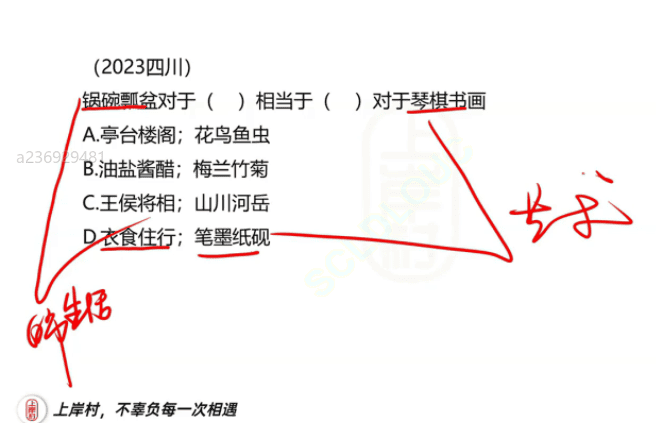 （2023四川）
锅碗瓢盆对于（　）相当于（　）对于琴棋书画
A.亭台楼阁；花鸟鱼虫
a236929481
B.油盐酱醋；梅兰竹菊
C.王侯将相；山川河岳
D.衣食住行；笔墨纸砚
生活
上岸村
上岸村，不辜负每一次相遇